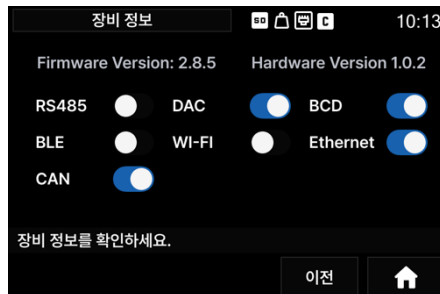 장비 정보
SD
C
10:13
Firmware Version: 2.8.5 Hardware Version 1.0.2
RS485 DAC BCD
BLE WI-FI Ethernet
CAN
장비 정보를 확인하세요.
이전